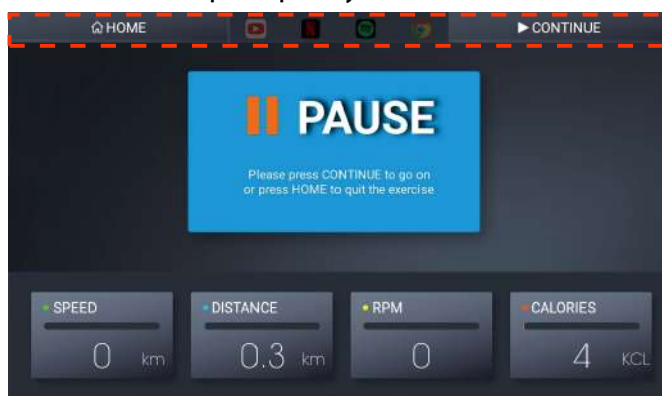 HOME
CONTINUE
PAUSE
Please press CONTINUE to go on
or press HOME to quit the exercise
SPEED
DISTANCE
RPM
CALORIES
0 km
0.3 km
0
4 KCL